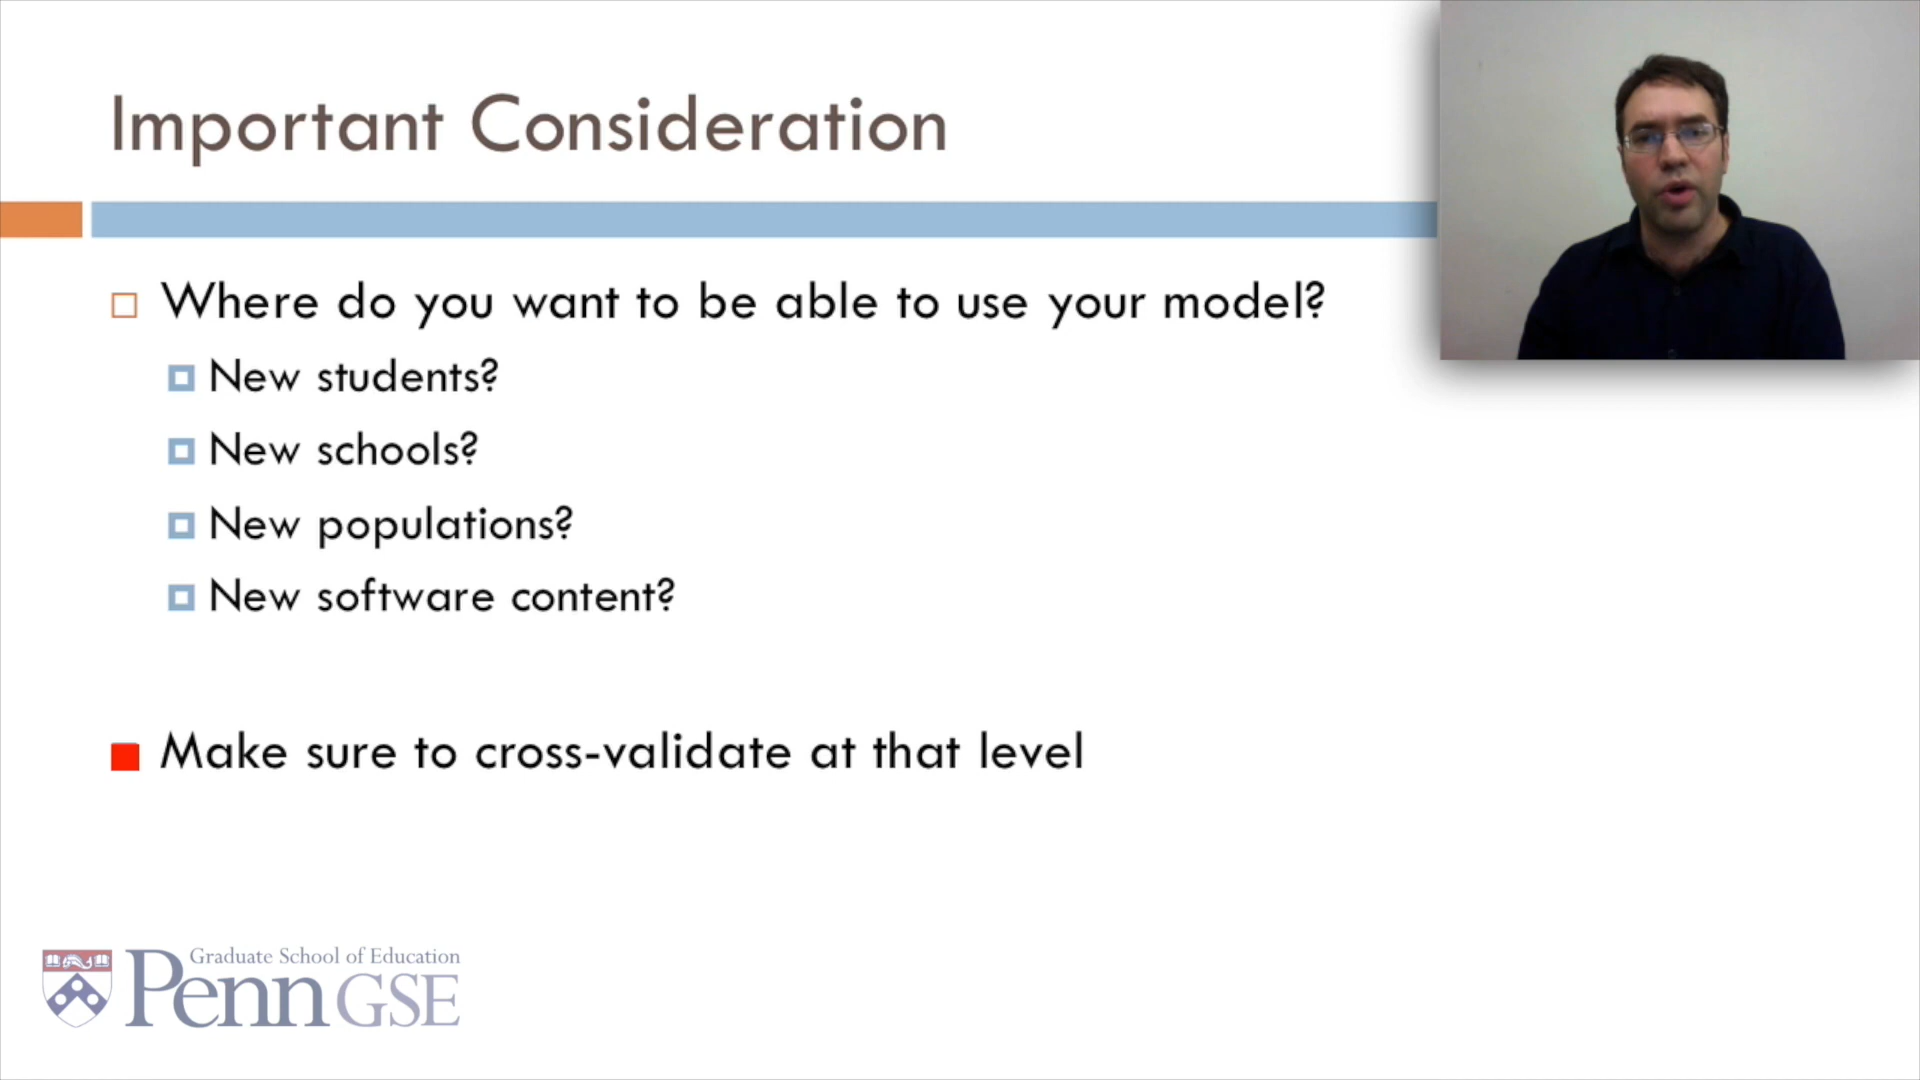 Important Consideration
Where do you want to be able to use your model?
New students?
New schools?
New populations?
New software content?
Make sure to cross-validate at that level
Graduate School of Education
Penn GSE